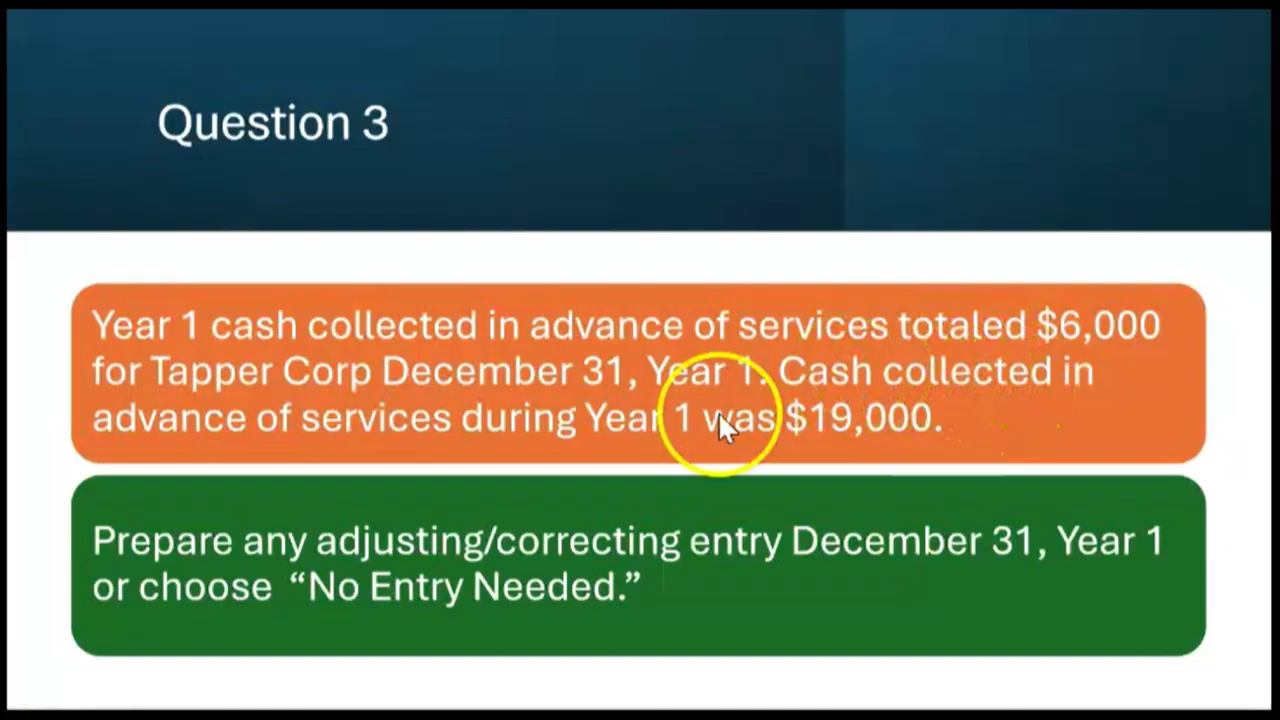 Question 3
Year 1 cash collected in advance of services totaled $6,000
for Tapper Corp December 31, Year 1. Cash collected in
advance of services during Year 1 was $19,000.
Prepare any adjusting/correcting entry December 31, Year 1
or choose “No Entry Needed.”